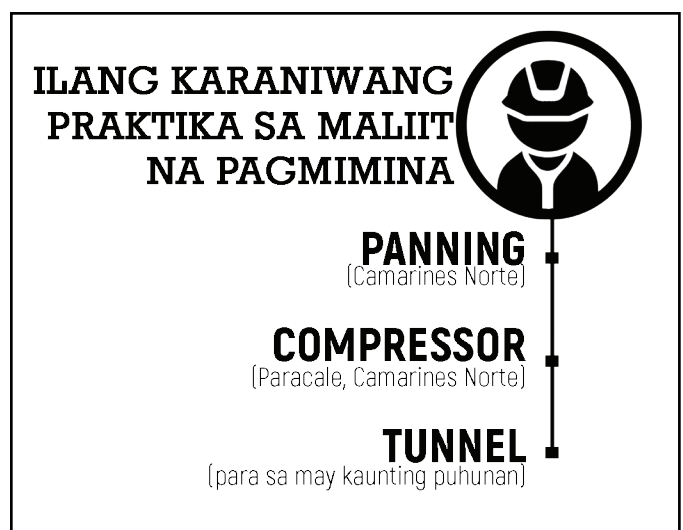 ILANG KARANIWANG
PRAKTIKA SA MALIIT
NA PAGMIMINA
PANNING
(Camarines Norte)
COMPRESSOR
(Paracale, Camarines Norte)
TUNNEL
(para sa may kaunting puhunan)